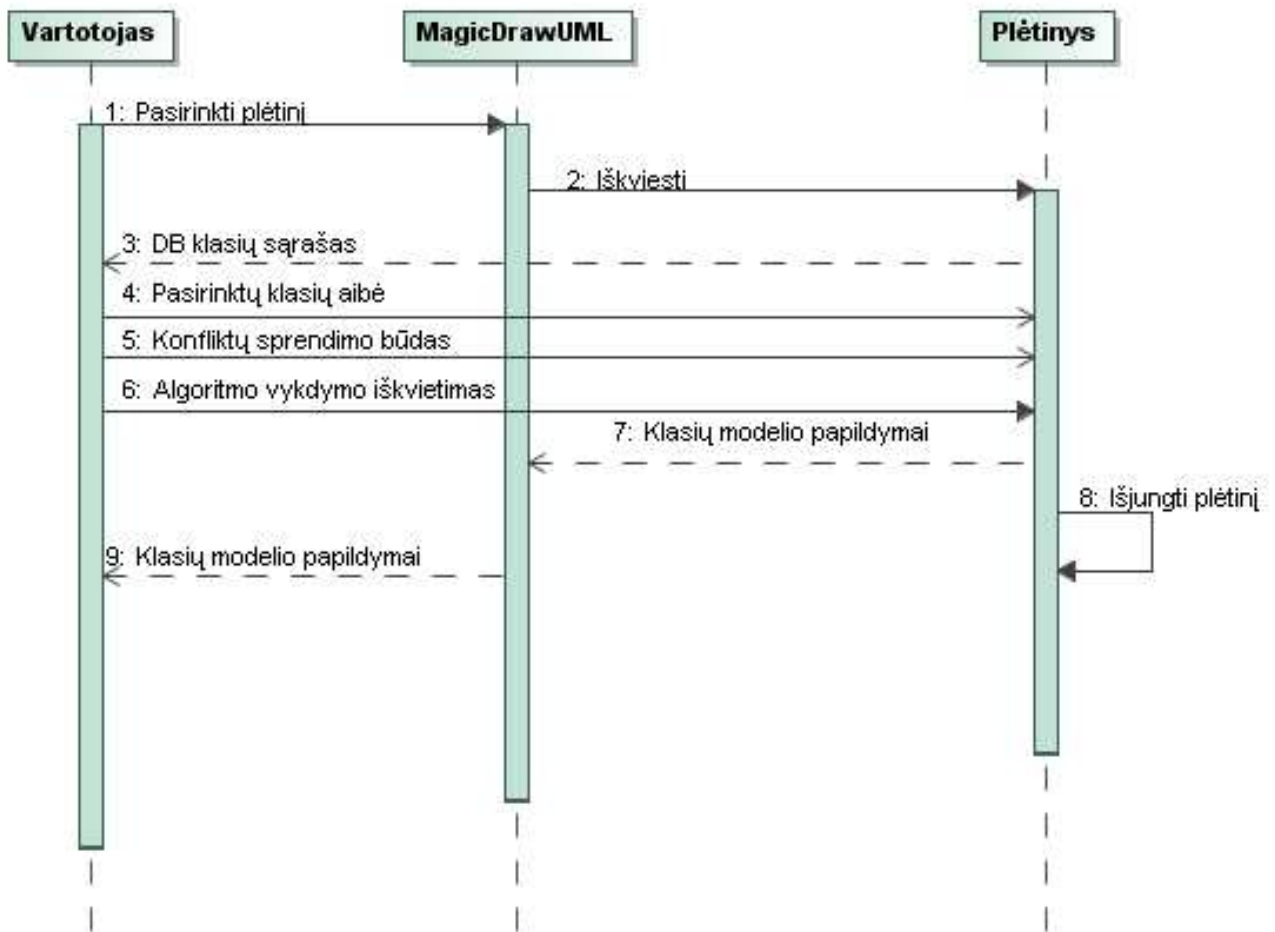 Vartotojas
MagicDrawUML
Plėtinys
1: Pasirinkti plėtinį
2: Iškviesti
3: DB klasių sąrašas
4: Pasirinktų klasių aibė
5: Konfliktų sprendimo būdas
6: Algoritmo vykdymo iškvietimas
7: Klasių modelio papildymai
8: Išjungti plėtinį
9: Klasių modelio papildymai